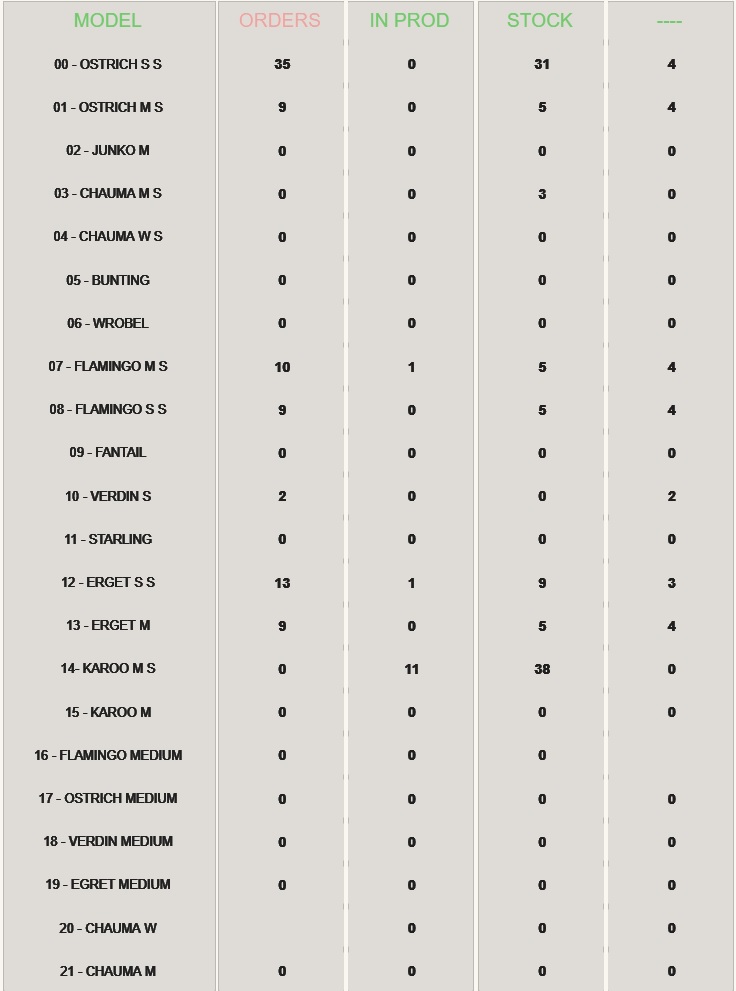 MODEL ORDERS IN PROD STOCK ----
00 - OSTRICH S S 35 0 31 4
01 - OSTRICH M S 9 0 5 4
02 - JUNKO M 0 0 0 0
03 - CHAUMA M S 0 0 3 0
04 - CHAUMA W S 0 0 0 0
05 - BUNTING 0 0 0 0
06 - WROBEL 0 0 0 0
07 - FLAMINGO M S 10 1 5 4
08 - FLAMINGO S S 9 0 5 4
09 - FANTAIL 0 0 0 0
10 - VERDIN S 2 0 0 2
11 - STARLING 0 0 0 0
12 - ERGET S S 13 1 9 3
13 - ERGET M 9 0 5 4
14- KAROO M S 0 11 38 0
15 - KAROO M 0 0 0 0
16 - FLAMINGO MEDIUM 0 0 0
17 - OSTRICH MEDIUM 0 0 0 0
18 - VERDIN MEDIUM 0 0 0 0
19 - EGRET MEDIUM 0 0 0 0
20 - CHAUMA W 0 0 0
21 - CHAUMA M 0 0 0 0